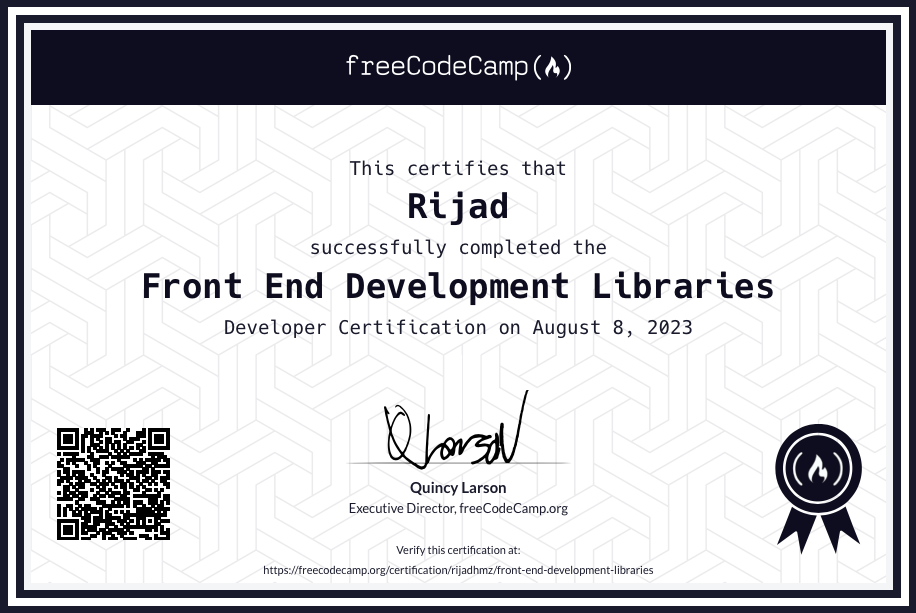 freeCodeCamp
This certifies that
Rijad
successfully completed the
Front End Development Libraries
Developer Certification on August 8, 2023
Q Larson
Quincy Larson
Executive Director, freeCodeCamp.org
Verify this certification at:
https://freecodecamp.org/certification/rijadhmz/front-end-development-libraries